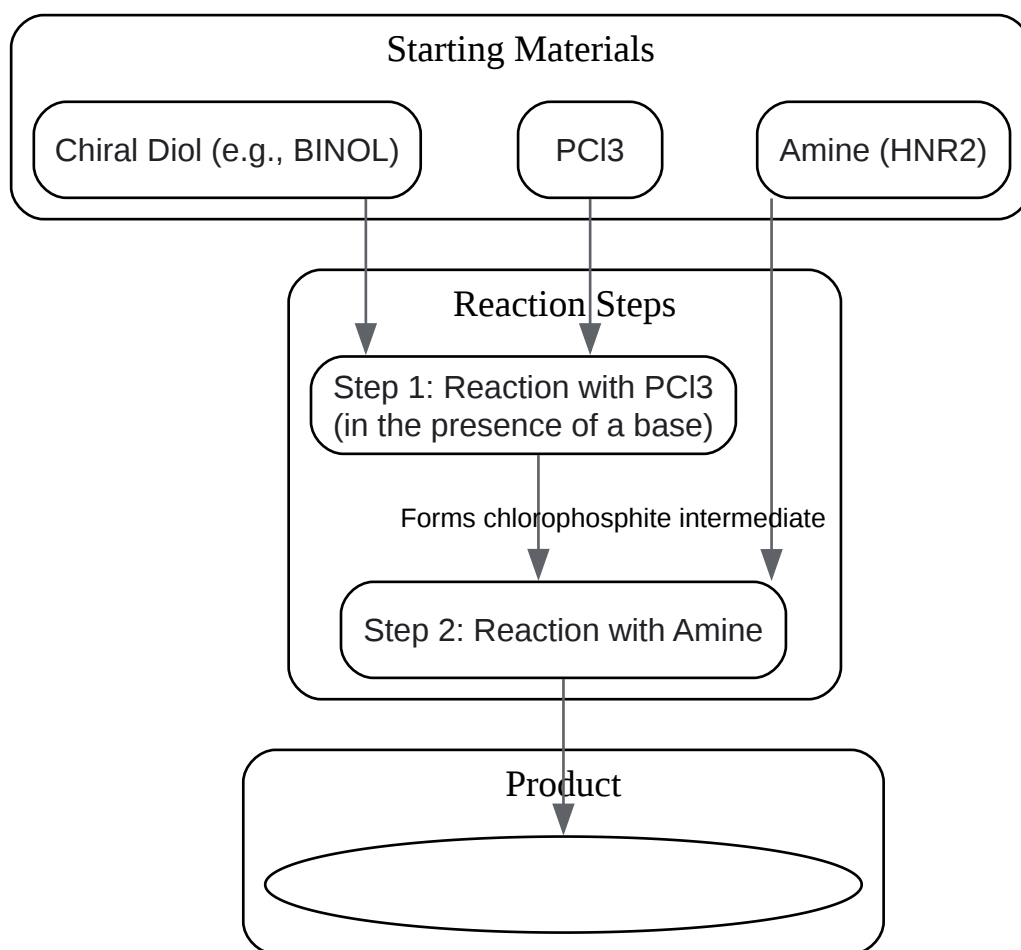 Starting Materials
Chiral Diol (e.g., BINOL)
PCl3
Amine (HNR2)
Reaction Steps
Step 1: Reaction with PCl3
(in the presence of a base)
Forms chlorophosphite intermediate
Step 2: Reaction with Amine
Product